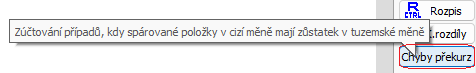 R
CTRL
Rozpis
Zúčtování případů, kdy spárované položky v cizí měně mají zůstatek v tuzemské měně
.rozdíly
Chyby překurz